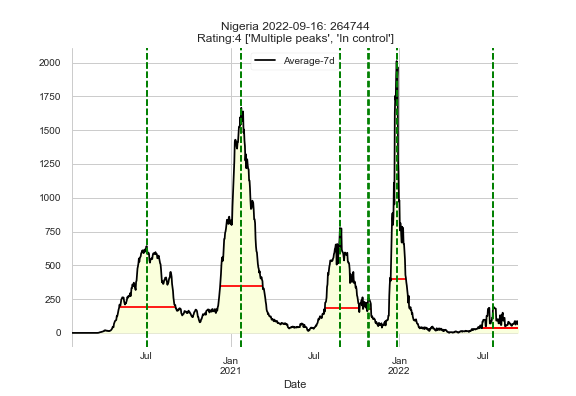 Nigeria 2022-09-16: 264744
Rating:4 ['Multiple peaks', 'In control']
Average-7d
2000
1750
1500
1250
1000
750
500
250
0
Jul
Jan
2021
Jul
Jan
2022
Jul
Date